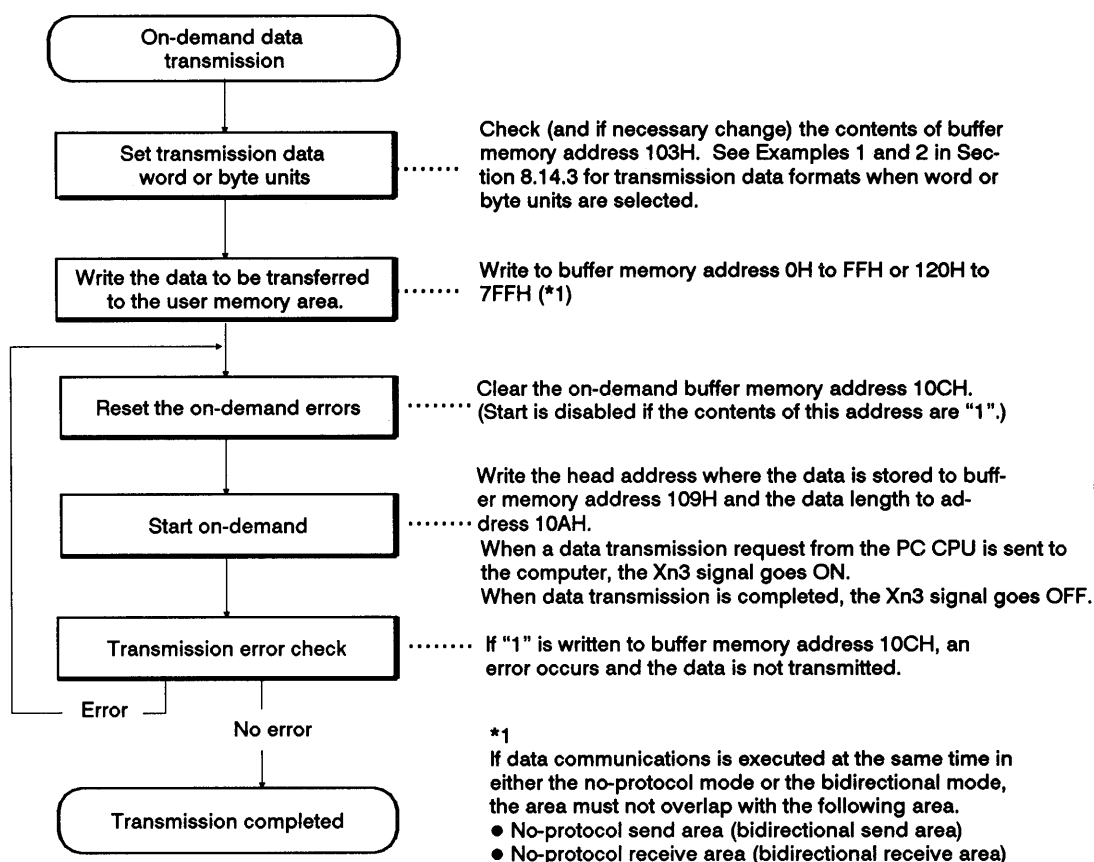 On-demand data
transmission
Set transmission data
word or byte units
........
Check (and if necessary change) the contents of buffer
memory address 103H. See Examples 1 and 2 in Sec-
tion 8.14.3 for transmission data formats when word or
byte units are selected.
Write the data to be transferred
to the user memory area.
........
Write to buffer memory address 0H to FFH or 120H to
7FFH (*1)
Reset the on-demand errors
........
Clear the on-demand buffer memory address 10CH.
(Start is disabled if the contents of this address are “1”.)
Start on-demand
........
Write the head address where the data is stored to buff-
er memory address 109H and the data length to ad-
dress 10AH.
When a data transmission request from the PC CPU is sent to
the computer, the Xn3 signal goes ON.
When data transmission is completed, the Xn3 signal goes OFF.
Transmission error check
........
If “1” is written to buffer memory address 10CH, an
error occurs and the data is not transmitted.
Error
No error
Transmission completed
*1
If data communications is executed at the same time in
either the no-protocol mode or the bidirectional mode,
the area must not overlap with the following area.
● No-protocol send area (bidirectional send area)
● No-protocol receive area (bidirectional receive area)